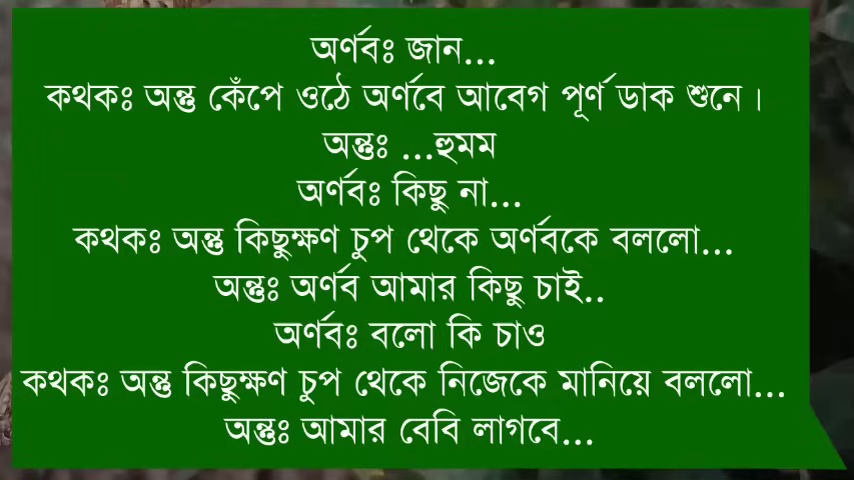 অর্ণবঃ জান...
কথকঃ অন্তু কেঁপে ওঠে অর্ণবে আবেগ পূর্ণ ডাক শুনে।
অন্তুঃ ...হুমম
অর্ণবঃ কিছু না...
কথকঃ অন্তু কিছুক্ষণ চুপ থেকে অর্ণবকে বললো...
অন্তুঃ অর্ণব আমার কিছু চাই..
অর্ণবঃ বলো কি চাও
কথকঃ অন্তু কিছুক্ষণ চুপ থেকে নিজেকে মানিয়ে বললো...
অন্তুঃ আমার বেবি লাগবে...